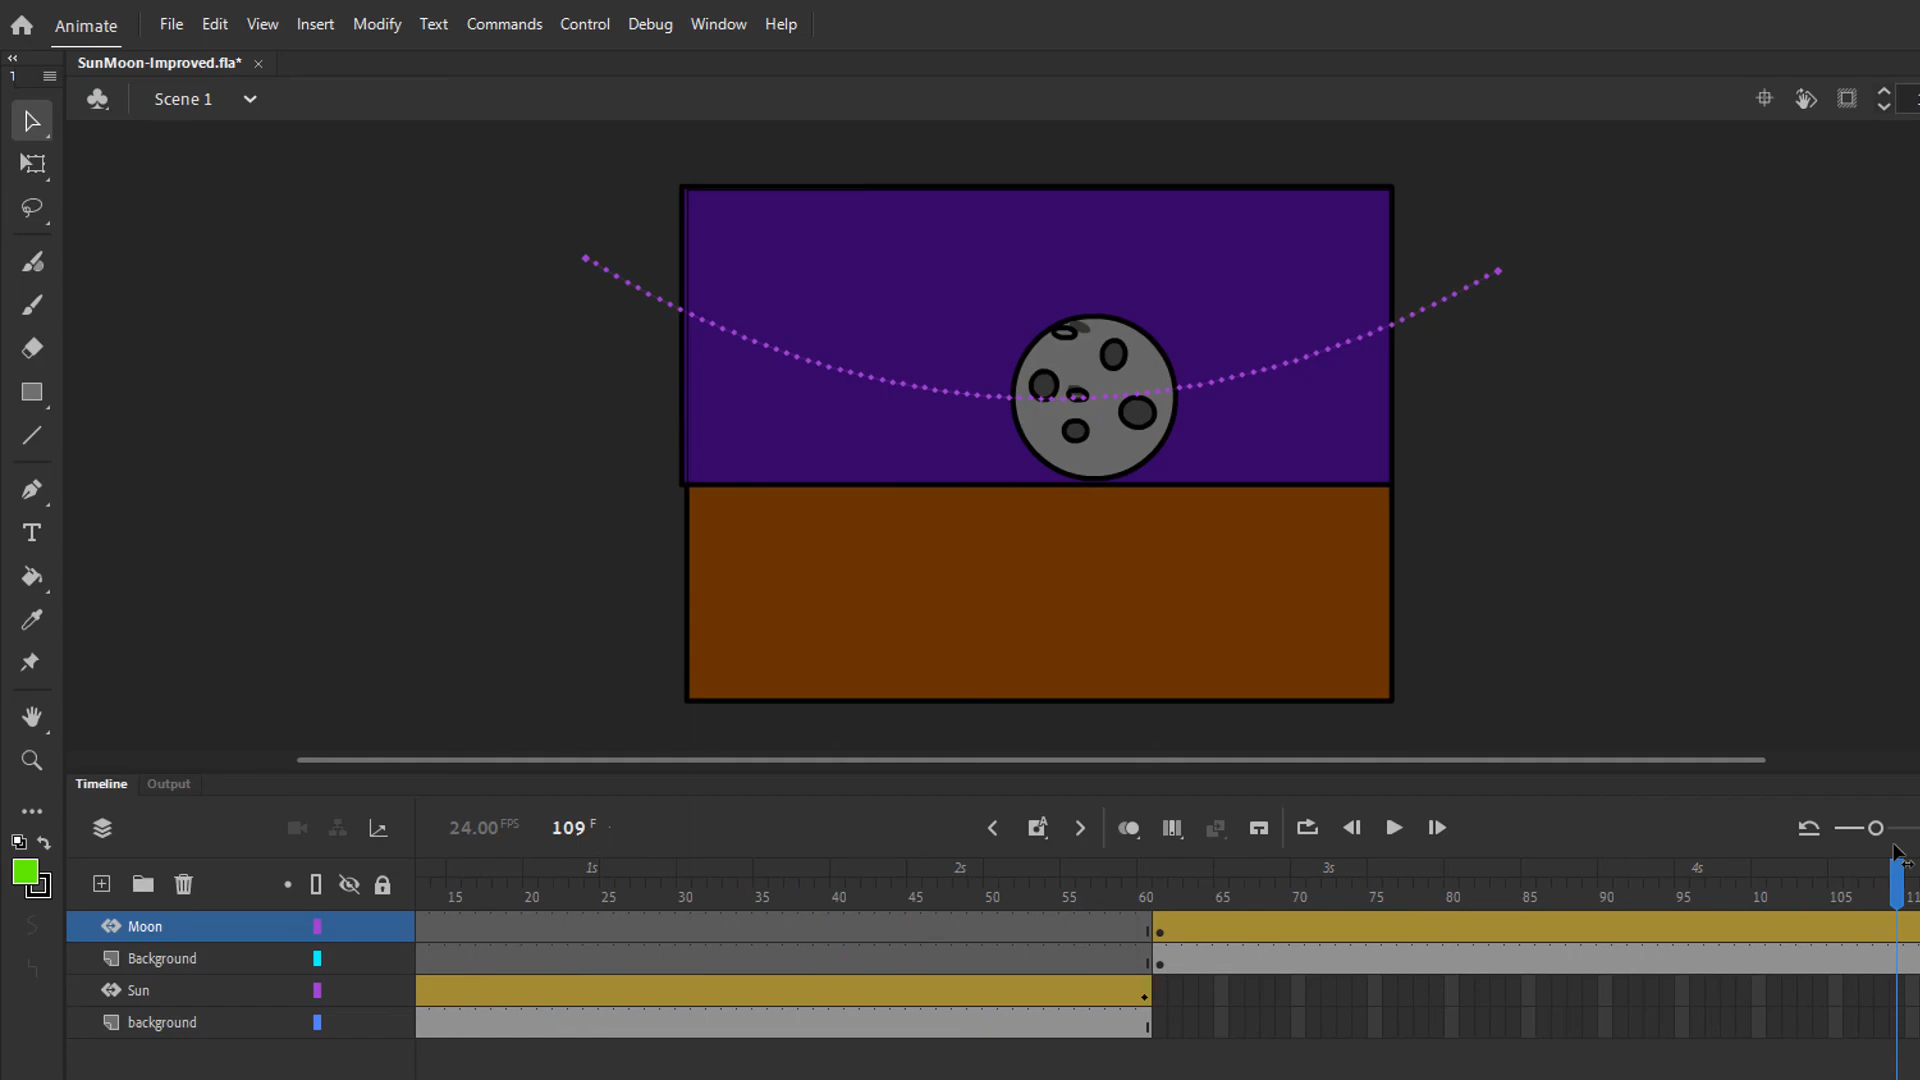 Animate File Edit View Insert Modify Text Commands Control Debug Window Help
SunMoon-Improved.fla*
1
Scene 1
Timeline Output
24.00 FPS 109 F
1s 2s 3s 4s
15 20 25 30 35 40 45 50 55 60 65 70 75 80 85 90 95 100 105
Moon
Background
Sun
background